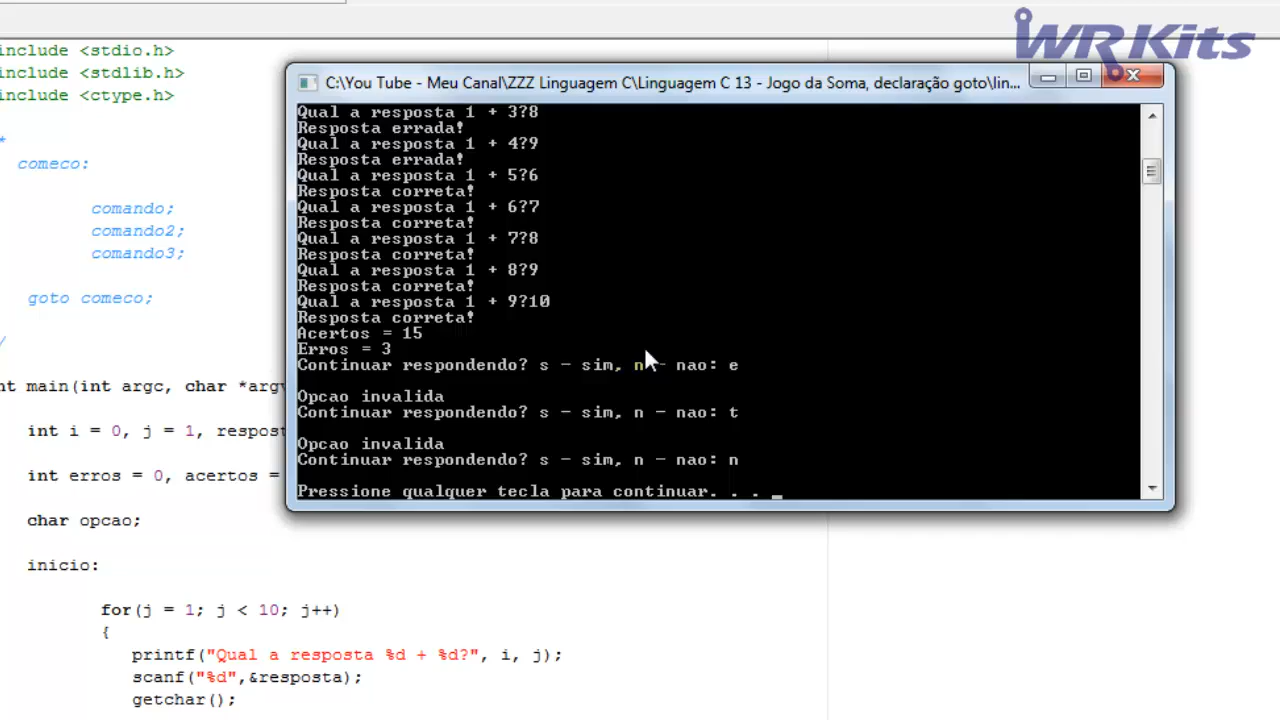 WR Kits
include <stdio.h>
include <stdlib.h>
include <ctype.h>
*
comeco:
comando;
comando2;
comando3;
goto comeco;
/
nt main(int argc, char *argv
int i = 0, j = 1, respost
int erros = 0, acertos =
char opcao;
inicio:
for(j = 1; j < 10; j++)
{
printf("Qual a resposta %d + %d?", i, j);
scanf("%d",&resposta);
getchar();
C:\You Tube - Meu Canal\ZZZ Linguagem C\Linguagem C 13 - Jogo da Soma, declaração goto\lin...
Qual a resposta 1 + 3?8
Resposta errada!
Qual a resposta 1 + 4?9
Resposta errada!
Qual a resposta 1 + 5?6
Resposta correta!
Qual a resposta 1 + 6?7
Resposta correta!
Qual a resposta 1 + 7?8
Resposta correta!
Qual a resposta 1 + 8?9
Resposta correta!
Qual a resposta 1 + 9?10
Resposta correta!
Acertos = 15
Erros = 3
Continuar respondendo? s - sim, n - nao: e
Opcao invalida
Continuar respondendo? s - sim, n - nao: t
Opcao invalida
Continuar respondendo? s - sim, n - nao: n
Pressione qualquer tecla para continuar. . . _